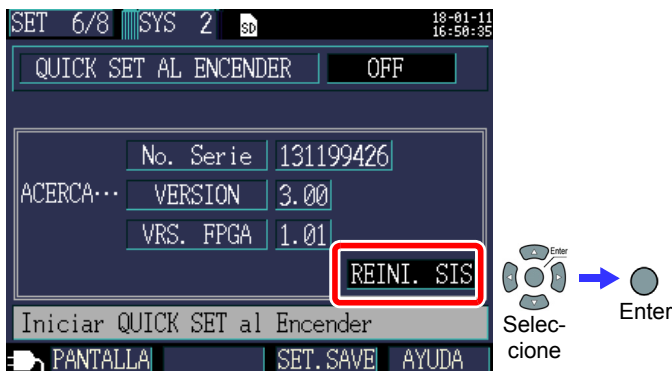 SET 6/8 SYS 2 SD 18-01-11
16:50:35
QUICK SET AL ENCENDER OFF
No. Serie 131199426
ACERCA··· VERSION 3.00
VRS. FPGA 1.01
REINI. SIS
Iniciar QUICK SET al Encender
PANTALLA SET.SAVE AYUDA
Enter
Selec-
cione
Enter